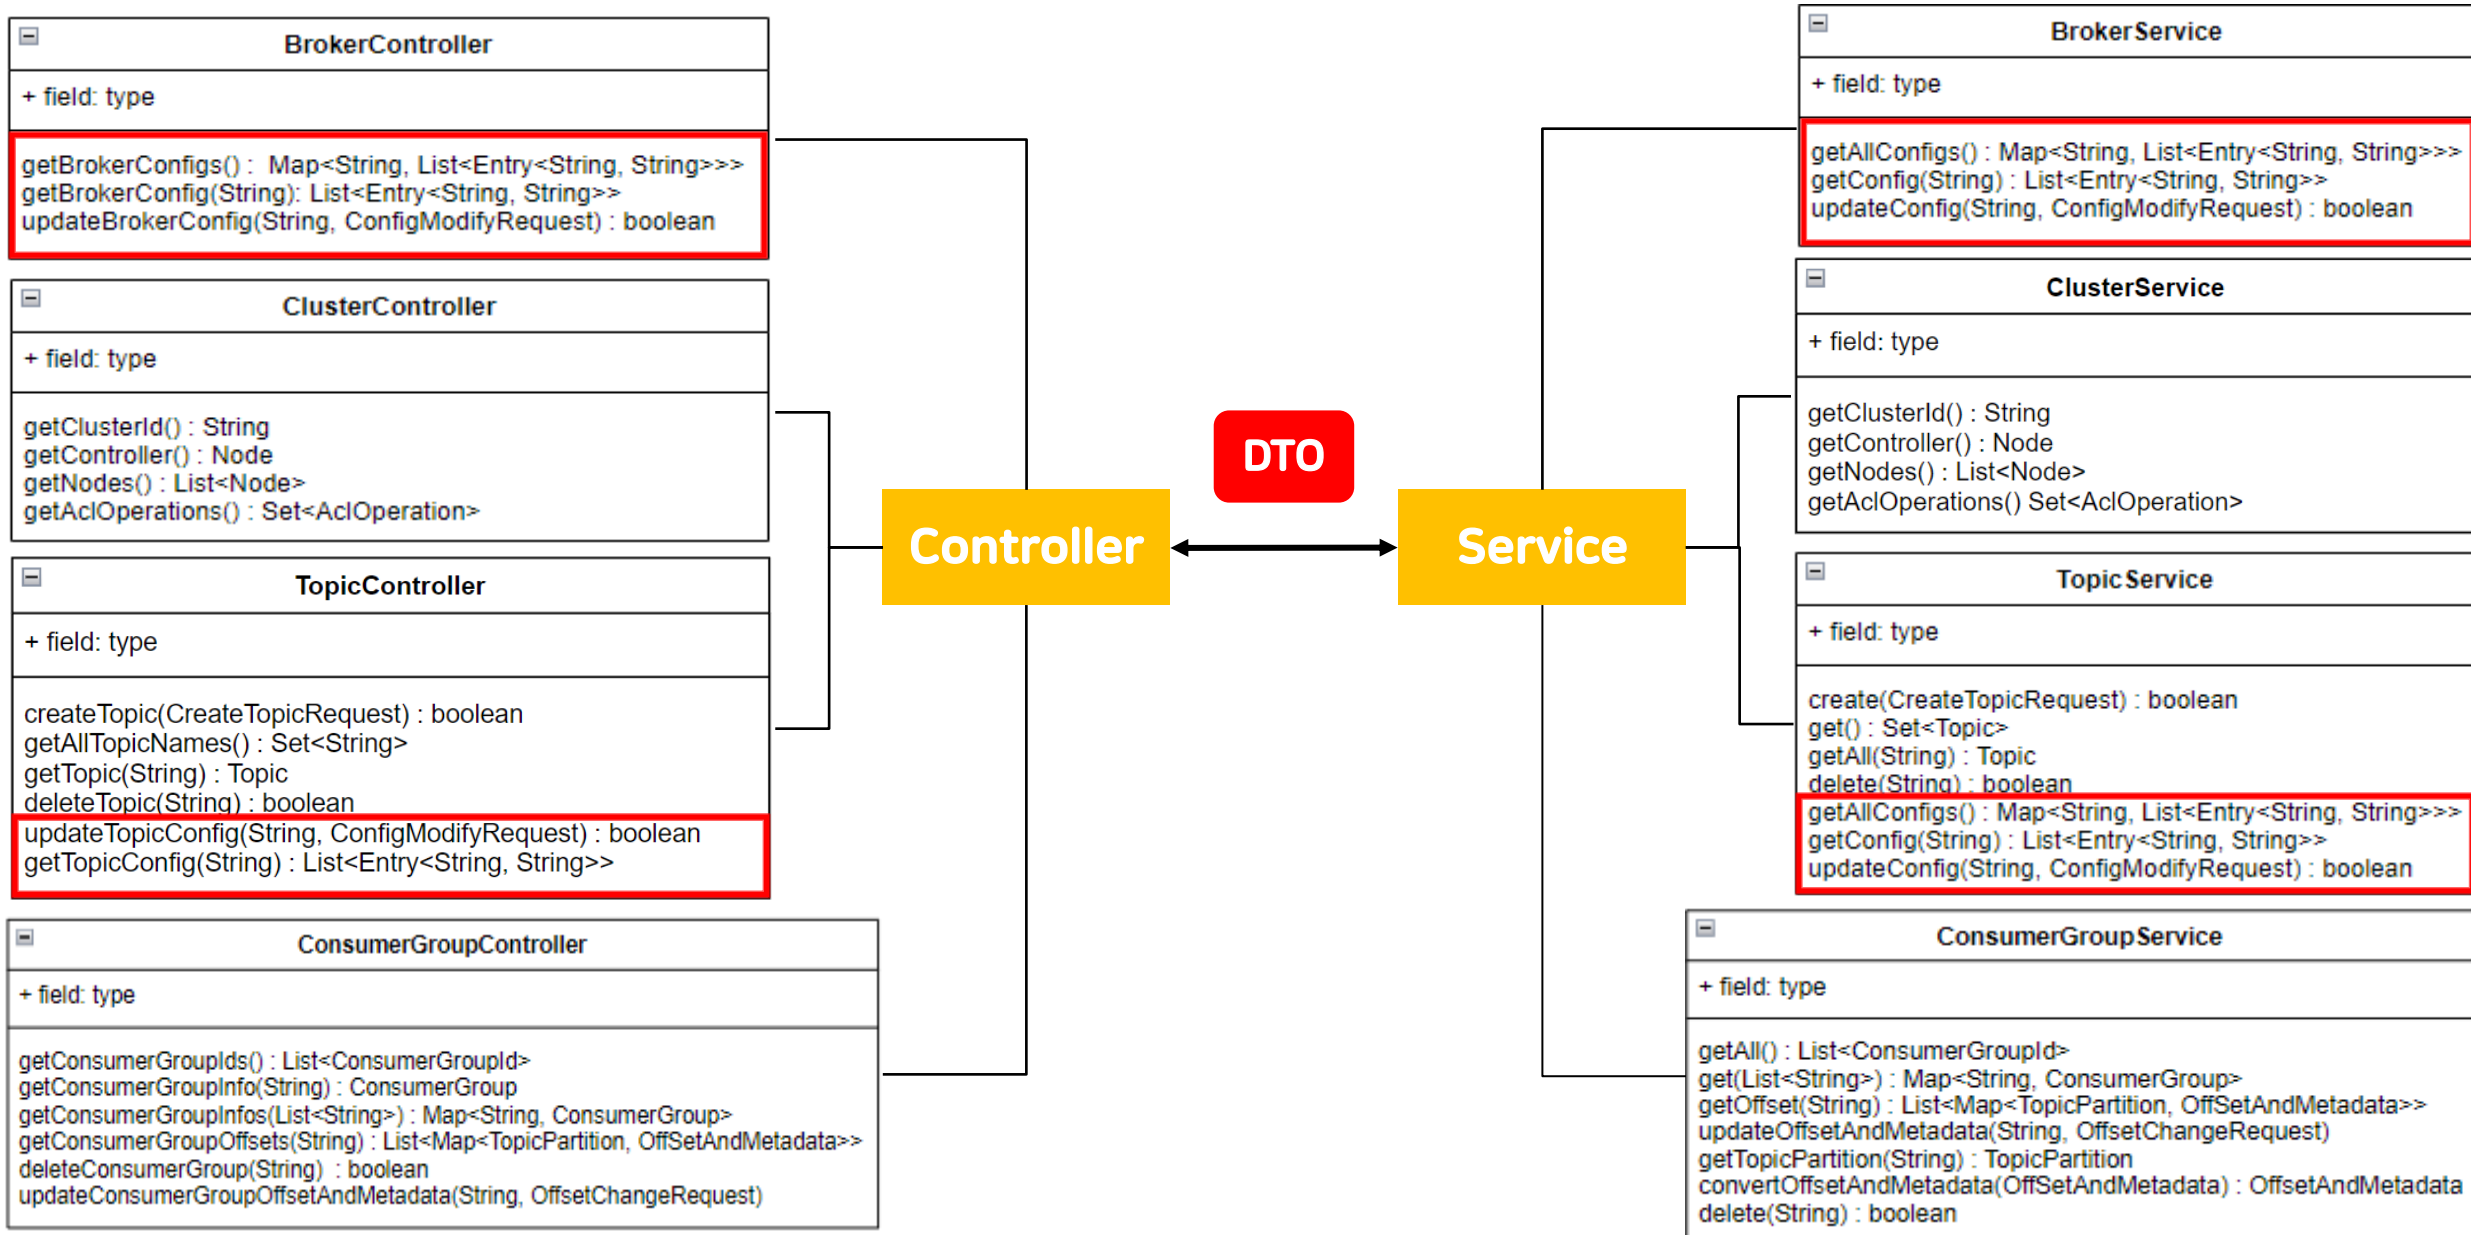 BrokerController
+ field: type
getBrokerConfigs() :  Map<String, List<Entry<String, String>>>
getBrokerConfig(String): List<Entry<String, String>>
updateBrokerConfig(String, ConfigModifyRequest) : boolean
ClusterController
+ field: type
getClusterId() : String
getController() : Node
getNodes() : List<Node>
getAclOperations() : Set<AclOperation>
TopicController
+ field: type
createTopic(CreateTopicRequest) : boolean
getAllTopicNames() : Set<String>
getTopic(String) : Topic
deleteTopic(String) : boolean
updateTopicConfig(String, ConfigModifyRequest) : boolean
getTopicConfig(String) : List<Entry<String, String>>
ConsumerGroupController
+ field: type
getConsumerGroupIds() : List<ConsumerGroupId>
getConsumerGroupInfo(String) : ConsumerGroup
getConsumerGroupInfos(List<String>) : Map<String, ConsumerGroup>
getConsumerGroupOffsets(String) : List<Map<TopicPartition, OffSetAndMetadata>>
deleteConsumerGroup(String)  : boolean
updateConsumerGroupOffsetAndMetadata(String, OffsetChangeRequest)
Controller
DTO
Service
BrokerService
+ field: type
getAllConfigs() : Map<String, List<Entry<String, String>>>
getConfig(String) : List<Entry<String, String>>
updateConfig(String, ConfigModifyRequest) : boolean
ClusterService
+ field: type
getClusterId() : String
getController() : Node
getNodes() : List<Node>
getAclOperations() Set<AclOperation>
TopicService
+ field: type
create(CreateTopicRequest) : boolean
get() : Set<Topic>
getAll(String) : Topic
delete(String) : boolean
getAllConfigs() : Map<String, List<Entry<String, String>>>
getConfig(String) : List<Entry<String, String>>
updateConfig(String, ConfigModifyRequest) : boolean
ConsumerGroupService
+ field: type
getAll() : List<ConsumerGroupId>
get(List<String>) : Map<String, ConsumerGroup>
getOffset(String) : List<Map<TopicPartition, OffSetAndMetadata>>
updateOffsetAndMetadata(String, OffsetChangeRequest)
getTopicPartition(String) : TopicPartition
convertOffsetAndMetadata(OffSetAndMetadata) : OffsetAndMetadata
delete(String) : boolean